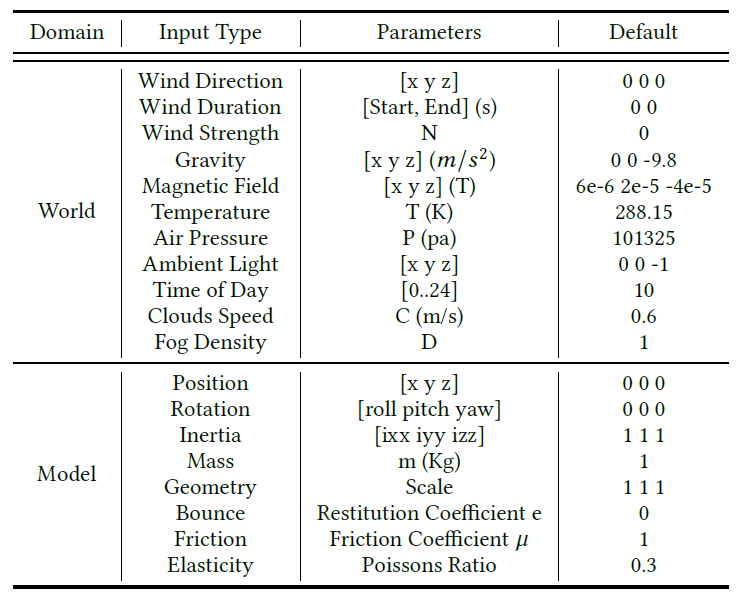 Domain Input Type Parameters Default
Wind Direction [x y z] 0 0 0
Wind Duration [Start, End] (s) 0 0
Wind Strength N 0
Gravity [x y z] (m/s²) 0 0 -9.8
Magnetic Field [x y z] (T) 6e-6 2e-5 -4e-5
World Temperature T (K) 288.15
Air Pressure P (pa) 101325
Ambient Light [x y z] 0 0 -1
Time of Day [0..24] 10
Clouds Speed C (m/s) 0.6
Fog Density D 1
Position [x y z] 0 0 0
Rotation [roll pitch yaw] 0 0 0
Inertia [ixx iyy izz] 1 1 1
Mass m (Kg) 1
Model Geometry Scale 1 1 1
Bounce Restitution Coefficient e 0
Friction Friction Coefficient μ 1
Elasticity Poissons Ratio 0.3